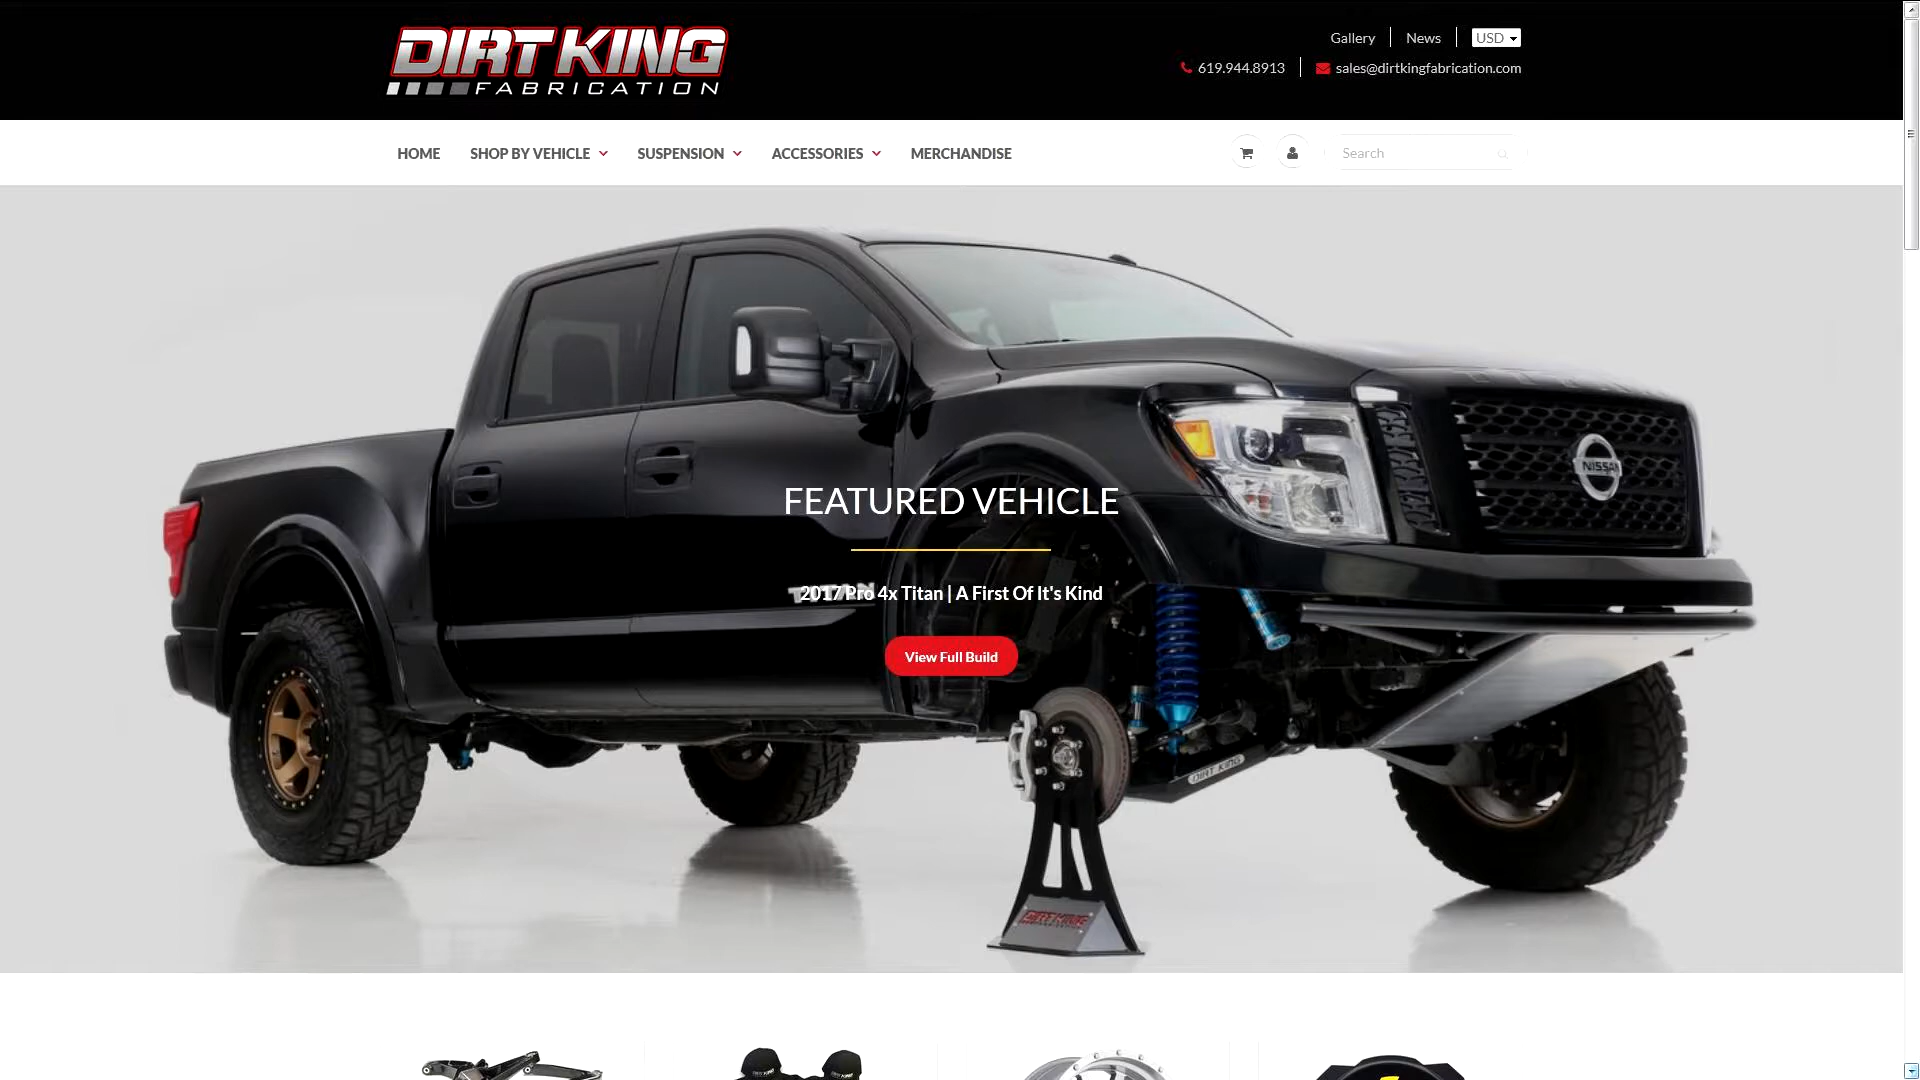 DIRT KING
FABRICATION
Gallery
News
USD
619.944.8913
sales@dirtkingfabrication.com
HOME
SHOP BY VEHICLE
SUSPENSION
ACCESSORIES
MERCHANDISE
Search
NISSAN
FEATURED VEHICLE
TITAN
2017 Pro 4x Titan | A First Of It's Kind
View Full Build
DIRT KING
DIRT KING